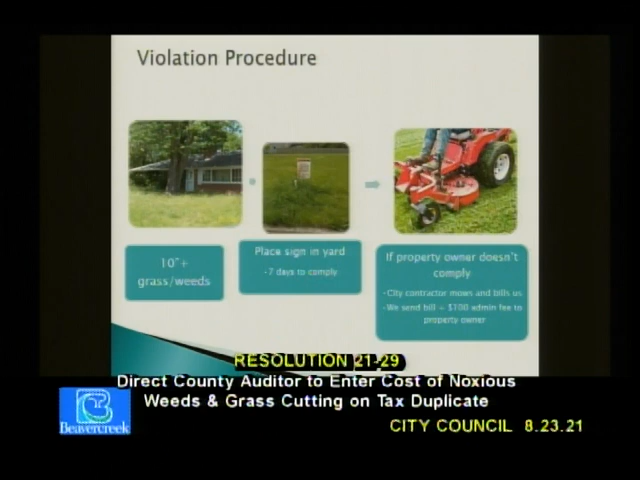 Violation Procedure
10"+
grass/weeds
Place sign in yard
-7 days to comply
If property owner doesn't
comply
-City contractor mows and bills us
-We send bill + $100 admin fee to
property owner
RESOLUTION 21-29
Direct County Auditor to Enter Cost of Noxious
Weeds & Grass Cutting on Tax Duplicate
Beavercreek
CITY COUNCIL 8.23.21